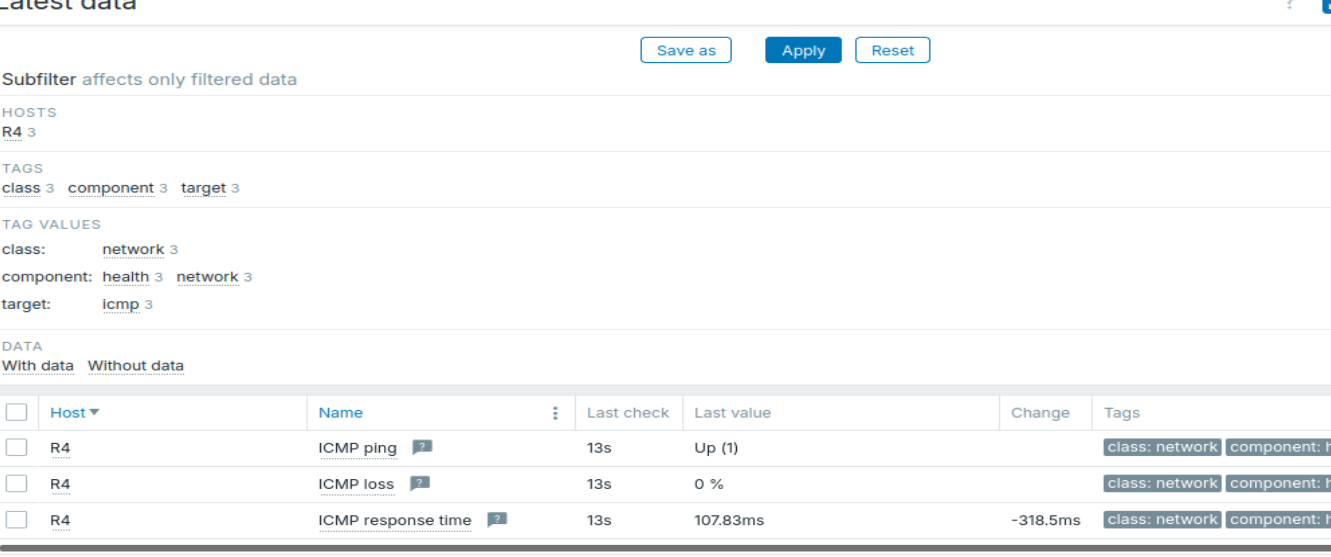 Latest data
?
Save as Apply Reset
Subfilter affects only filtered data
HOSTS
R4 3
TAGS
class 3 component 3 target 3
TAG VALUES
class: network 3
component: health 3 network 3
target: icmp 3
DATA
With data Without data
Host Name Last check Last value Change Tags
R4 ICMP ping ? 13s Up (1) class: network component: h
R4 ICMP loss ? 13s 0 % class: network component: h
R4 ICMP response time ? 13s 107.83ms -318.5ms class: network component: h